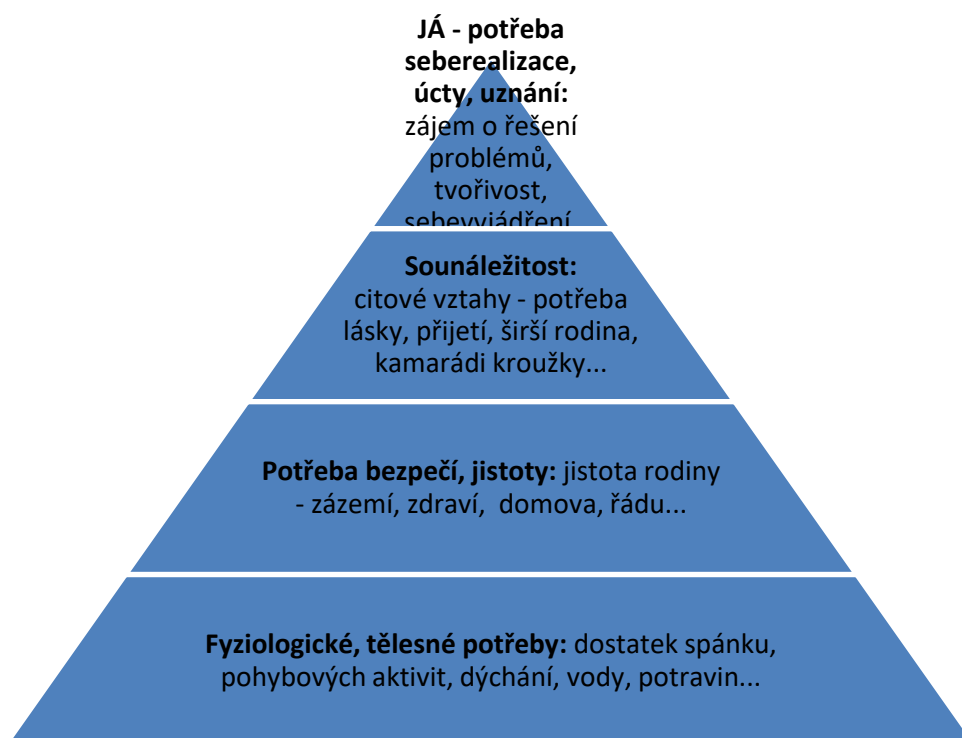 JÁ - potřeba
seberealizace,
úcty, uznání:
zájem o řešení
problémů,
tvořivost,
sebevyjádření
Sounáležitost:
citové vztahy - potřeba
lásky, přijetí, širší rodina,
kamarádi kroužky...
Potřeba bezpečí, jistoty: jistota rodiny
- zázemí, zdraví, domova, řádu...
Fyziologické, tělesné potřeby: dostatek spánku,
pohybových aktivit, dýchání, vody, potravin...